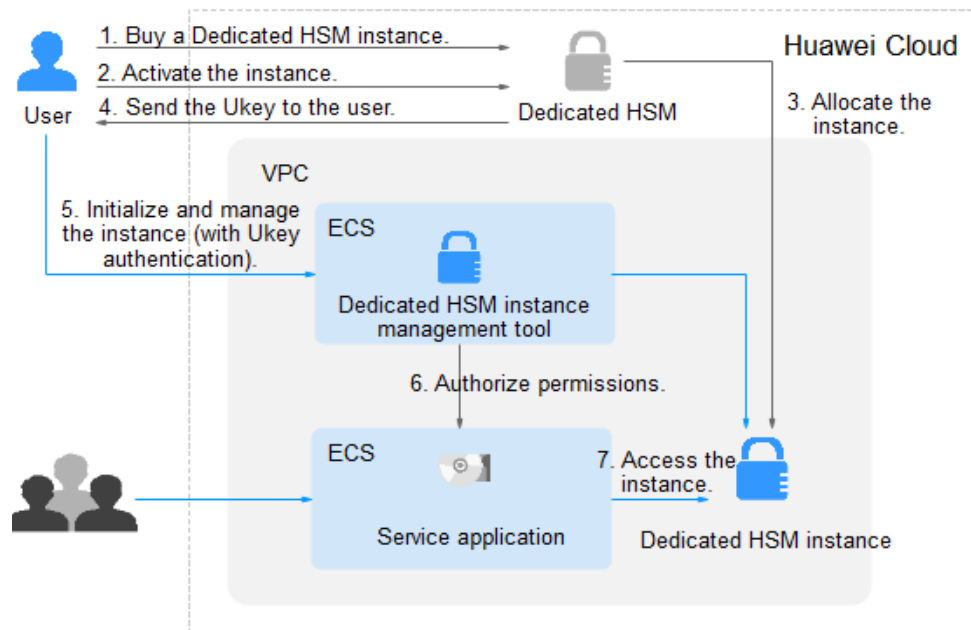 1. Buy a Dedicated HSM instance.
Huawei Cloud
2. Activate the instance.
4. Send the Ukey to the user.
User
Dedicated HSM
3. Allocate the
instance.
VPC
5. Initialize and manage
the instance (with Ukey
authentication).
ECS
Dedicated HSM instance
management tool
6. Authorize permissions.
ECS
Service application
7. Access the
instance.
Dedicated HSM instance